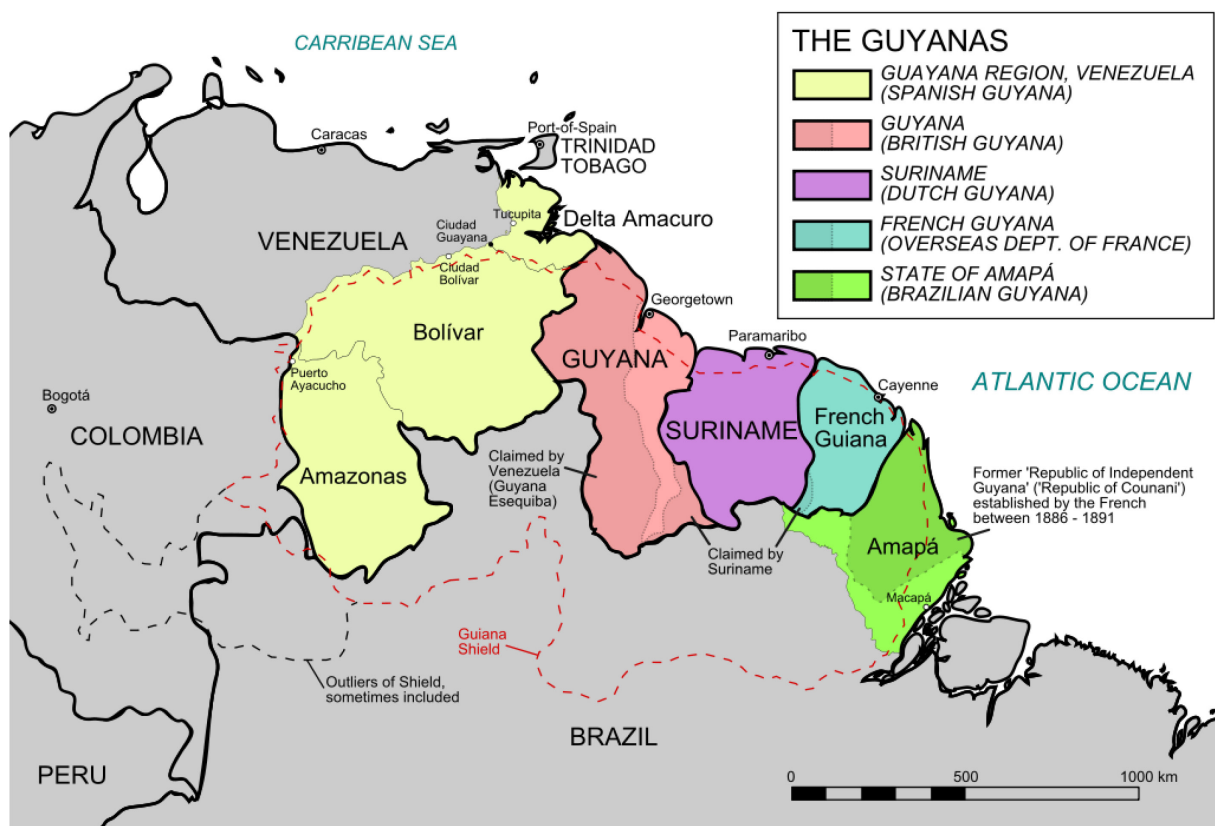 CARRIBEAN SEA
THE GUYANAS
GUAYANA REGION, VENEZUELA
(SPANISH GUYANA)
GUYANA
(BRITISH GUYANA)
SURINAME
(DUTCH GUYANA)
FRENCH GUYANA
(OVERSEAS DEPT. OF FRANCE)
STATE OF AMAPÁ
(BRAZILIAN GUYANA)
Caracas
Port-of-Spain
TRINIDAD
TOBAGO
Tucupita
Delta Amacuro
VENEZUELA
Ciudad
Guayana
Ciudad
Bolívar
Georgetown
Bolívar
GUYANA
Paramaribo
Puerto
Ayacucho
Bogotá
COLOMBIA
ATLANTIC OCEAN
Cayenne
French
Guiana
SURINAME
Amazonas
Claimed by
Venezuela
(Guyana
Esequiba)
Former 'Republic of Independent
Guyana' ('Republic of Counani')
established by the French
between 1886 - 1891
Amapá
Claimed by
Suriname
Macapá
Guiana
Shield
Outliers of Shield,
sometimes included
BRAZIL
PERU
0 500 1000 km